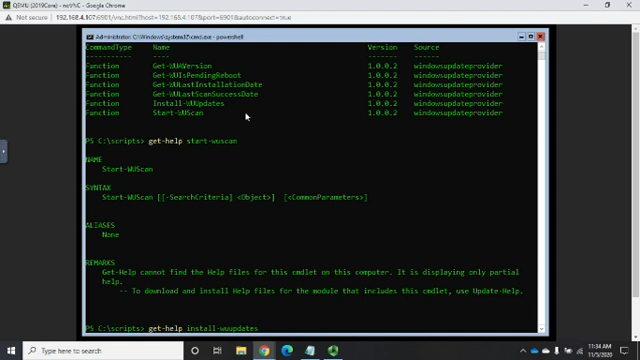 QEMU (2019Core) - noVNC - Google Chrome
Not secure | 192.168.4.107:6901/vnc.html?host=192.168.4.107&port=6901&autoconnect=true
Administrator: C:\Windows\system32\cmd.exe - powershell
CommandType Name Version Source
----------- ---- ------- ------
Function Get-WUAVersion 1.0.0.2 windowsupdateprovider
Function Get-WUIsPendingReboot 1.0.0.2 windowsupdateprovider
Function Get-WULastInstallationDate 1.0.0.2 windowsupdateprovider
Function Get-WULastScanSuccessDate 1.0.0.2 windowsupdateprovider
Function Install-WUUpdates 1.0.0.2 windowsupdateprovider
Function Start-WUScan 1.0.0.2 windowsupdateprovider
PS C:\scripts> get-help start-wuscan
NAME
Start-WUScan
SYNTAX
Start-WUScan [[-SearchCriteria] <Object>] [<CommonParameters>]
ALIASES
None
REMARKS
Get-Help cannot find the Help files for this cmdlet on this computer. It is displaying only partial
help.
-- To download and install Help files for the module that includes this cmdlet, use Update-Help.
PS C:\scripts> get-help install-wuupdates
Type here to search
11:34 AM
11/5/2020